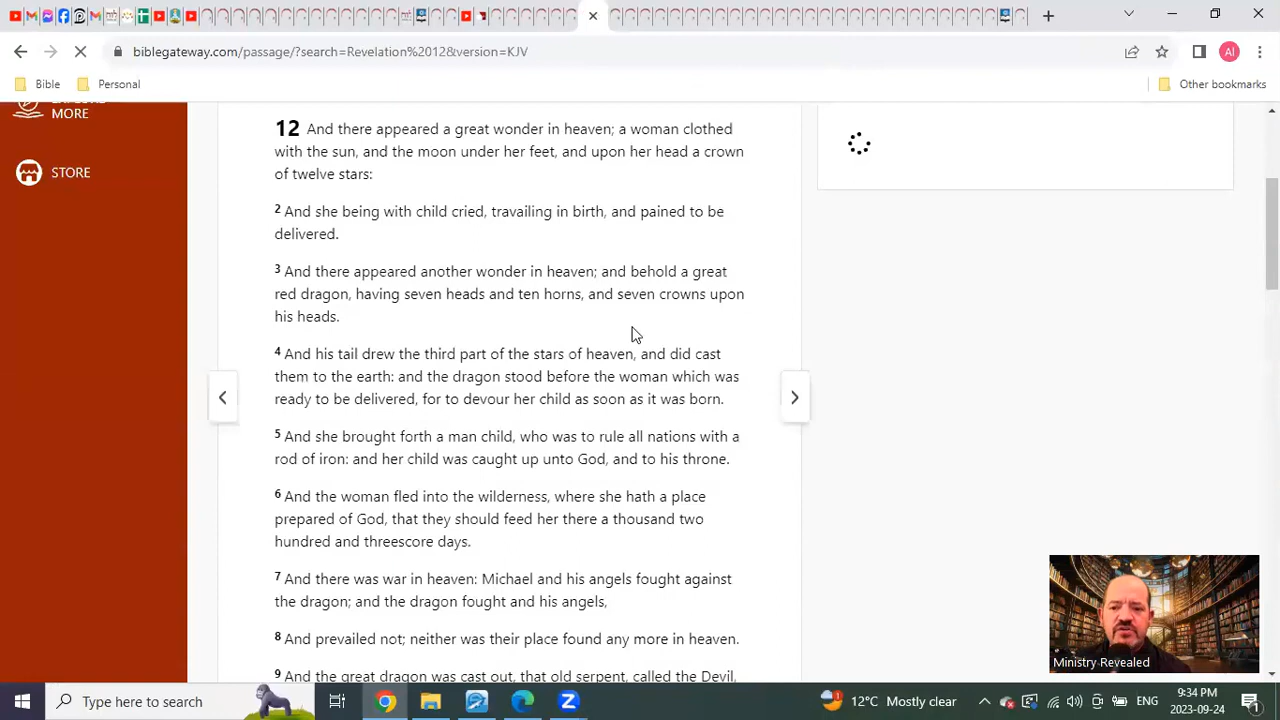 biblegateway.com/passage/?search=Revelation%2012&version=KJV
AI
Bible
Personal
Other bookmarks
MORE
STORE
12 And there appeared a great wonder in heaven; a woman clothed
with the sun, and the moon under her feet, and upon her head a crown
of twelve stars:
2 And she being with child cried, travailing in birth, and pained to be
delivered.
3 And there appeared another wonder in heaven; and behold a great
red dragon, having seven heads and ten horns, and seven crowns upon
his heads.
4 And his tail drew the third part of the stars of heaven, and did cast
them to the earth: and the dragon stood before the woman which was
ready to be delivered, for to devour her child as soon as it was born.
5 And she brought forth a man child, who was to rule all nations with a
rod of iron: and her child was caught up unto God, and to his throne.
6 And the woman fled into the wilderness, where she hath a place
prepared of God, that they should feed her there a thousand two
hundred and threescore days.
7 And there was war in heaven: Michael and his angels fought against
the dragon; and the dragon fought and his angels,
8 And prevailed not; neither was their place found any more in heaven.
9 And the great dragon was cast out, that old serpent, called the Devil,
Ministry Revealed
Type here to search
12°C Mostly clear
ENG
9:34 PM
2023-09-24